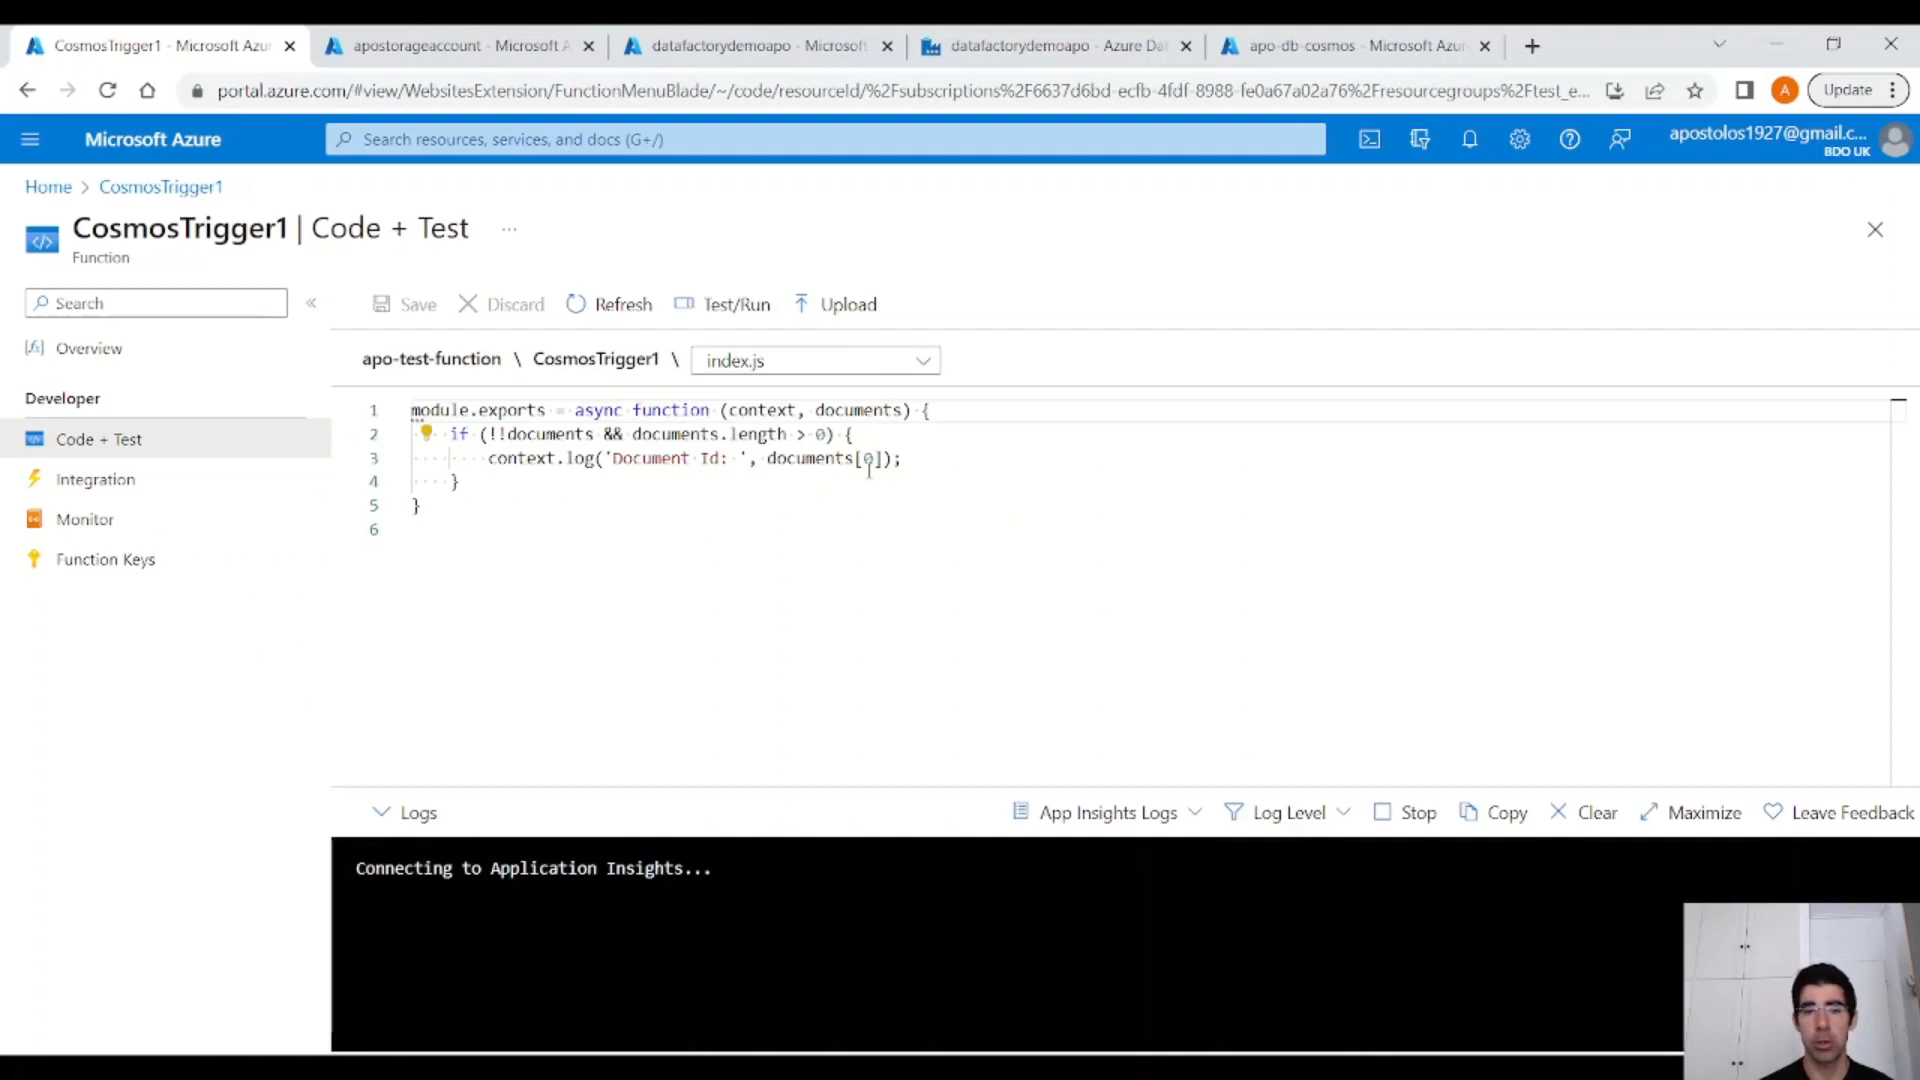 CosmosTrigger1 - Microsoft Azu
apostorageaccount - Microsoft A
datafactorydemoapo - Microsoft
datafactorydemoapo - Azure Da
apo-db-cosmos - Microsoft Azur
portal.azure.com/#view/WebsitesExtension/FunctionMenuBlade/~/code/resourceId/%2Fsubscriptions%2F6637d6bd-ecfb-4fdf-8988-fe0a67a02a76%2Fresourcegroups%2Ftest_e...
A
Update
Microsoft Azure
Search resources, services, and docs (G+/)
apostolos1927@gmail.c...
BDO UK
Home > CosmosTrigger1
CosmosTrigger1 | Code + Test ...
Function
Search
«
Save
Discard
Refresh
Test/Run
Upload
Overview
Developer
Code + Test
Integration
Monitor
Function Keys
apo-test-function \ CosmosTrigger1 \ index.js
1 module.exports = async function (context, documents) {
2 if (!!documents && documents.length > 0) {
3 context.log('Document Id: ', documents[0]);
4 }
5 }
6
Logs
App Insights Logs
Log Level
Stop
Copy
Clear
Maximize
Leave Feedback
Connecting to Application Insights...